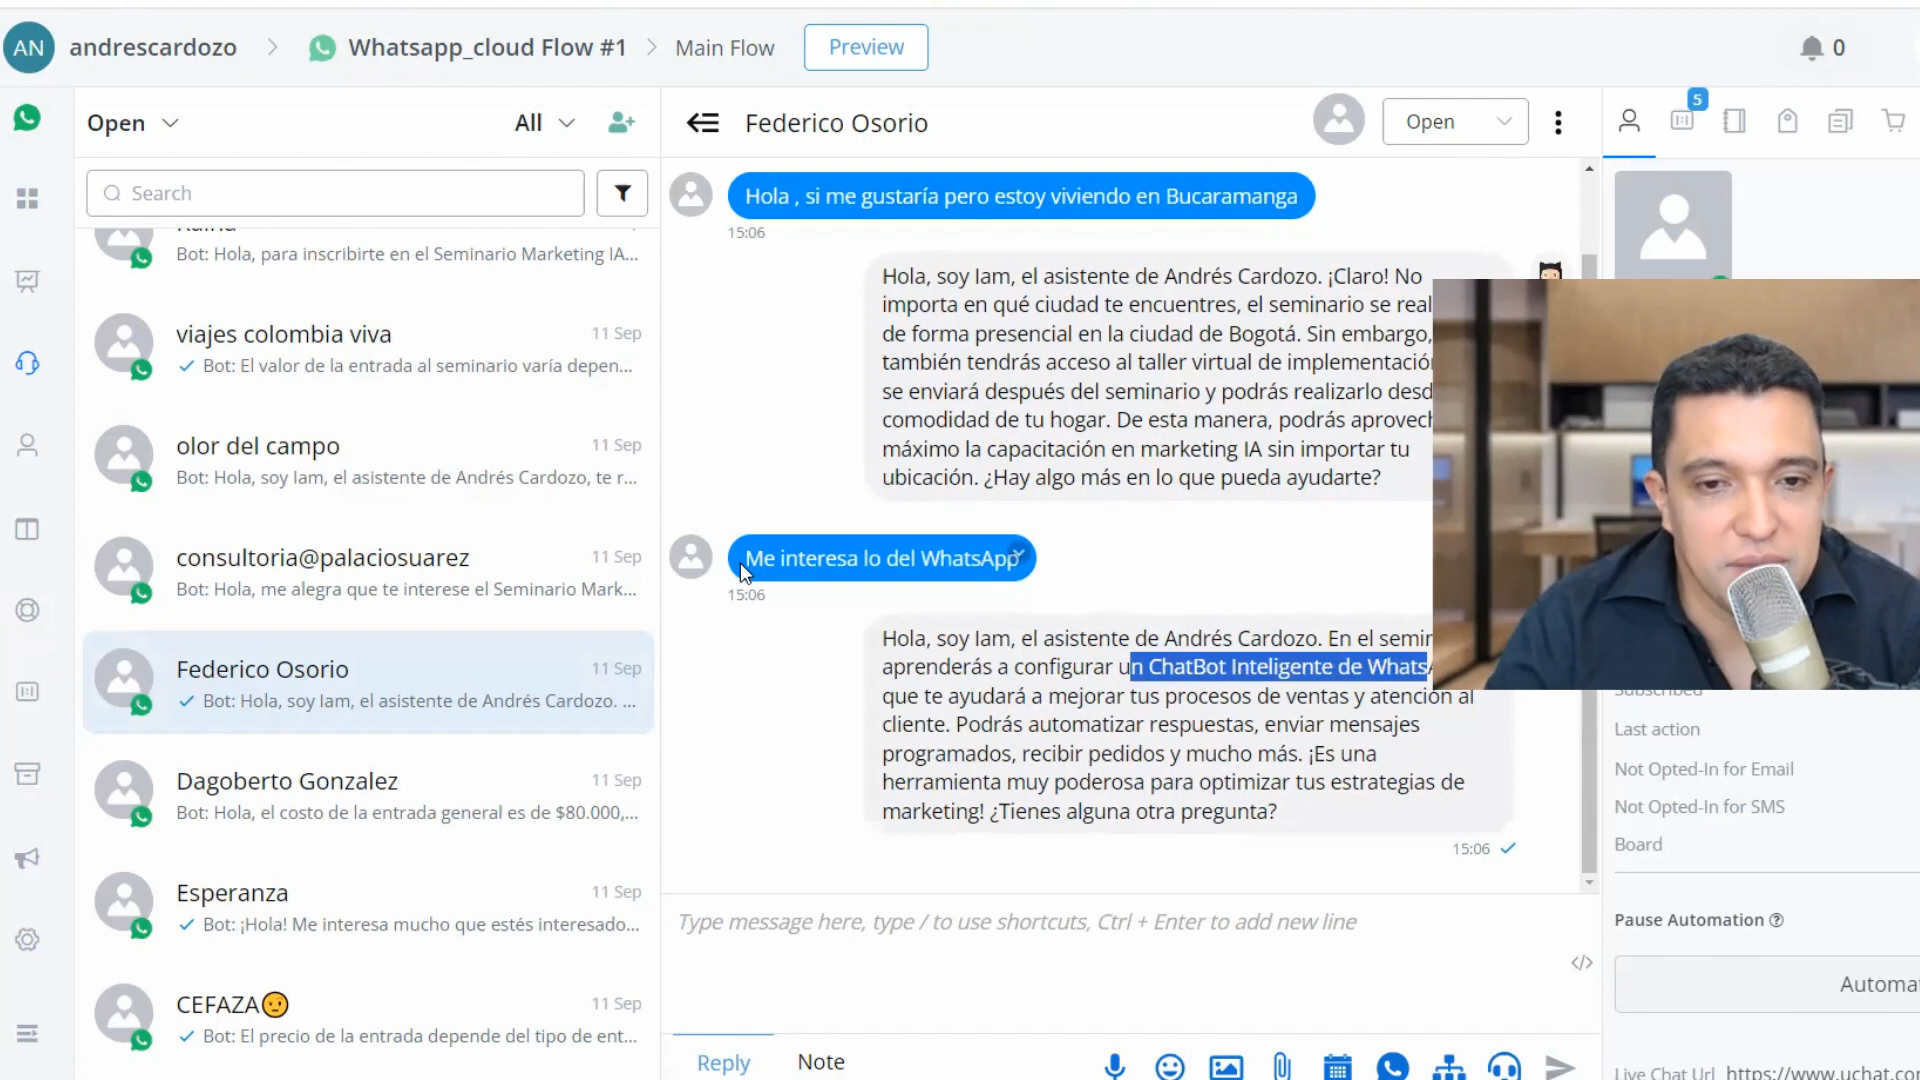 AN andrescardozo > Whatsapp_cloud Flow #1 > Main Flow Preview 0
Open All
Search
Bot: Hola, para inscribirte en el Seminario Marketing IA...
viajes colombia viva 11 Sep
Bot: El valor de la entrada al seminario varía depen...
olor del campo 11 Sep
Bot: Hola, soy Iam, el asistente de Andrés Cardozo, te r...
consultoria@palaciosuarez 11 Sep
Bot: Hola, me alegra que te interese el Seminario Mark...
Federico Osorio 11 Sep
Bot: Hola, soy Iam, el asistente de Andrés Cardozo. ...
Dagoberto Gonzalez 11 Sep
Bot: Hola, el costo de la entrada general es de $80.000,...
Esperanza 11 Sep
Bot: ¡Hola! Me interesa mucho que estés interesado...
CEFAZA🤨 11 Sep
Bot: El precio de la entrada depende del tipo de ent...
Federico Osorio Open
Hola , si me gustaría pero estoy viviendo en Bucaramanga
15:06
Hola, soy Iam, el asistente de Andrés Cardozo. ¡Claro! No
importa en qué ciudad te encuentres, el seminario se real
de forma presencial en la ciudad de Bogotá. Sin embargo,
también tendrás acceso al taller virtual de implementació
se enviará después del seminario y podrás realizarlo desd
comodidad de tu hogar. De esta manera, podrás aprovech
máximo la capacitación en marketing IA sin importar tu
ubicación. ¿Hay algo más en lo que pueda ayudarte?
Me interesa lo del WhatsApp
15:06
Hola, soy Iam, el asistente de Andrés Cardozo. En el semin
aprenderás a configurar un ChatBot Inteligente de Whats
que te ayudará a mejorar tus procesos de ventas y atención al
cliente. Podrás automatizar respuestas, enviar mensajes
programados, recibir pedidos y mucho más. ¡Es una
herramienta muy poderosa para optimizar tus estrategias de
marketing! ¿Tienes alguna otra pregunta?
15:06
Type message here, type / to use shortcuts, Ctrl + Enter to add new line
</>
Reply Note
5
Subscribed
Last action
Not Opted-In for Email
Not Opted-In for SMS
Board
Pause Automation
Automa
Live Chat Url https://www.uchat.co